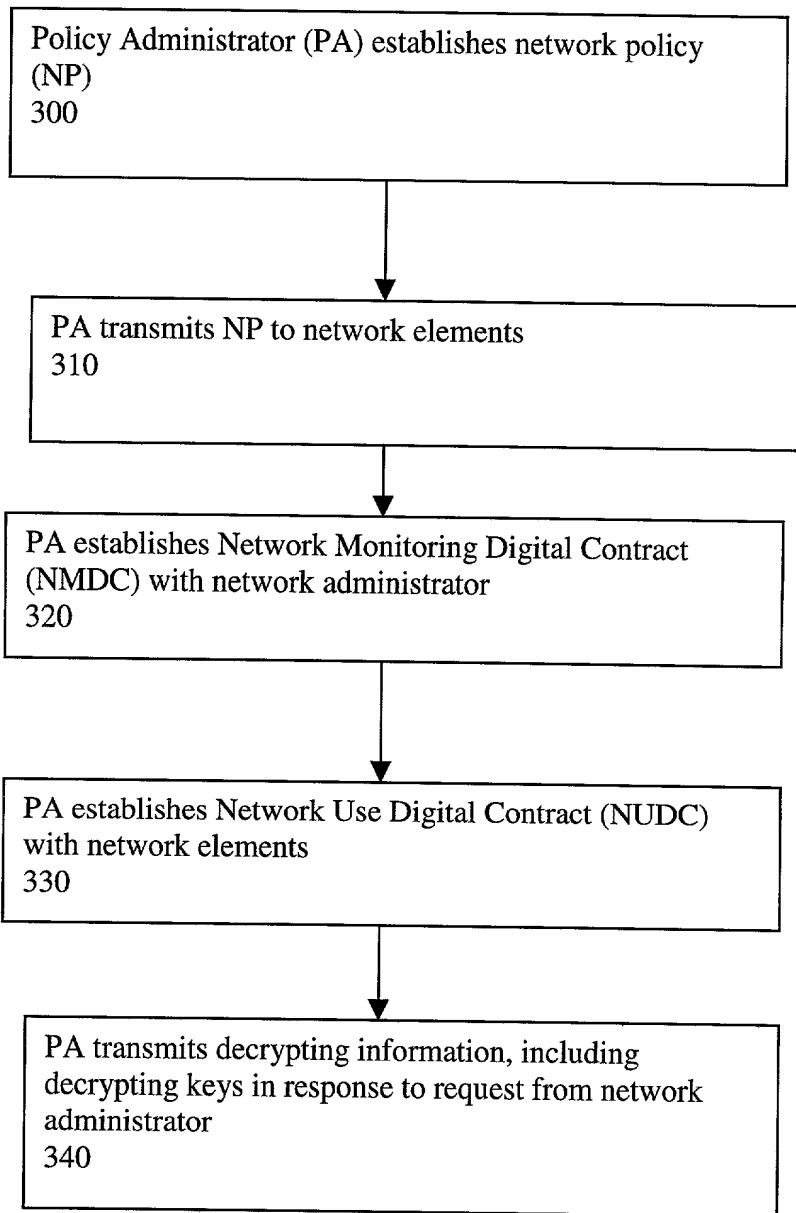 Policy Administrator (PA) establishes network policy
(NP)
300
PA transmits NP to network elements
310
PA establishes Network Monitoring Digital Contract
(NMDC) with network administrator
320
PA establishes Network Use Digital Contract (NUDC)
with network elements
330
PA transmits decrypting information, including
decrypting keys in response to request from network
administrator
340